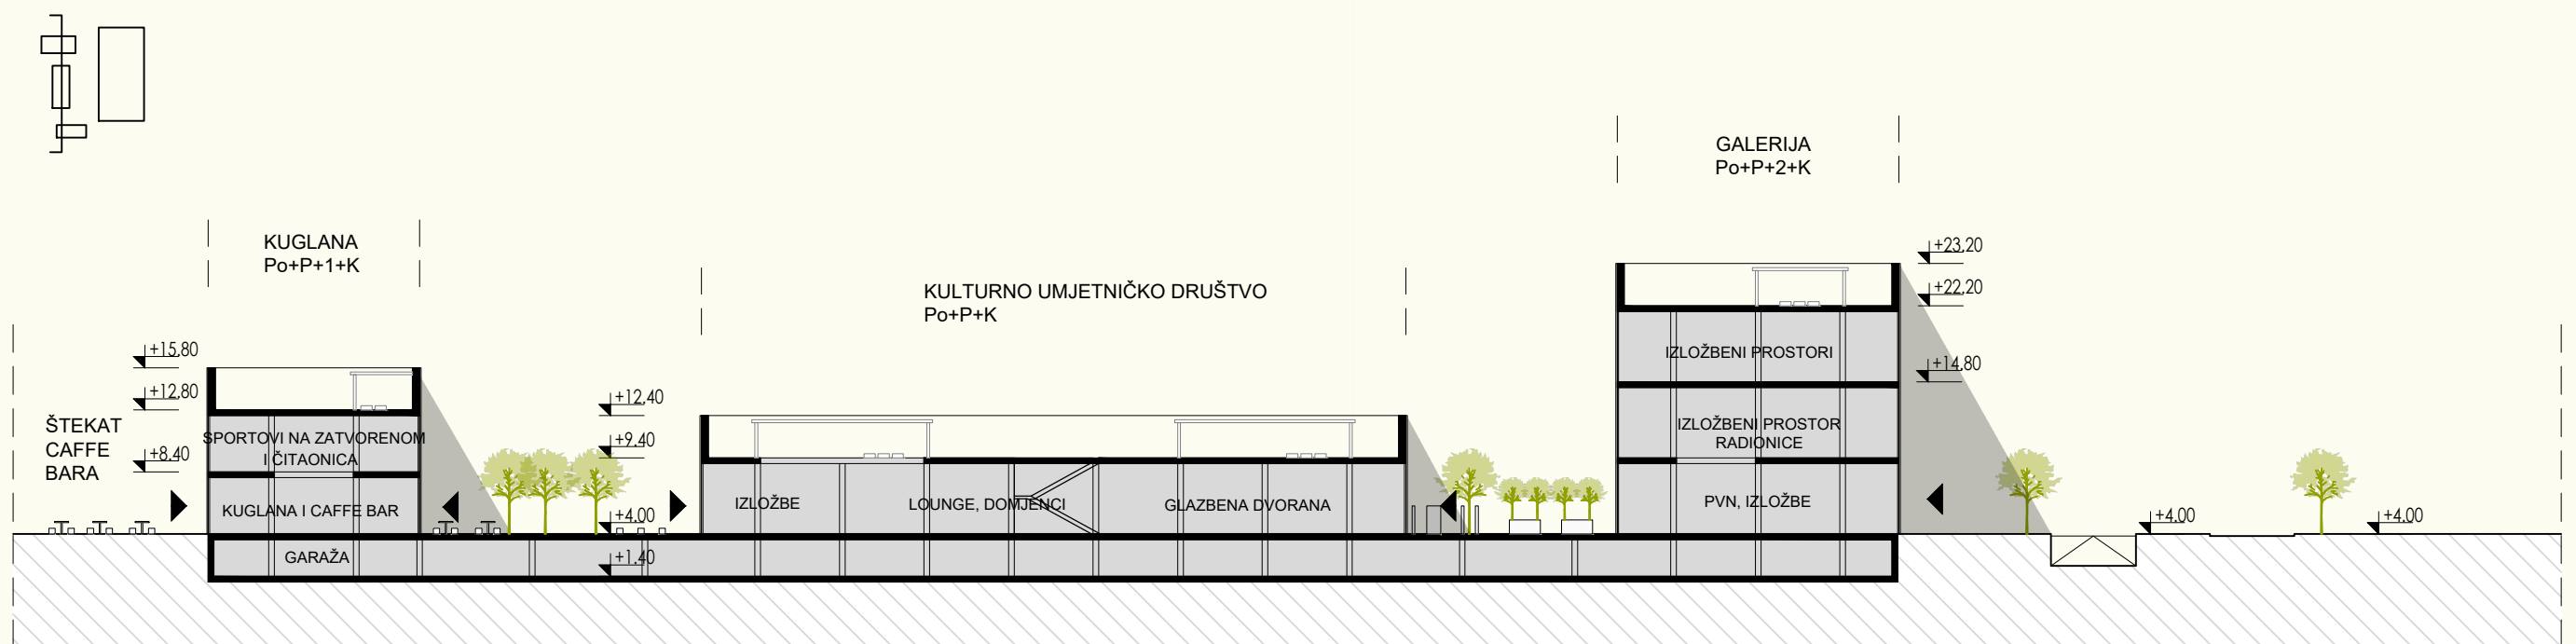 GALERIJA
Po+P+2+K
KUGLANA
Po+P+1+K
KULTURNO UMJETNIČKO DRUŠTVO
Po+P+K
+23,20
+22,20
+14,80
+15,80
+12,80
+8,40
ŠTEKAT
CAFFE
BARA
SPORTOVI NA ZATVORENOM
I ČITAONICA
KUGLANA I CAFFE BAR
GARAŽA
+12,40
+9,40
+4,00
+1,40
IZLOŽBE
LOUNGE, DOMJENCI
GLAZBENA DVORANA
IZLOŽBENI PROSTORI
IZLOŽBENI PROSTOR
RADIONICE
PVN, IZLOŽBE
+4,00
+4,00